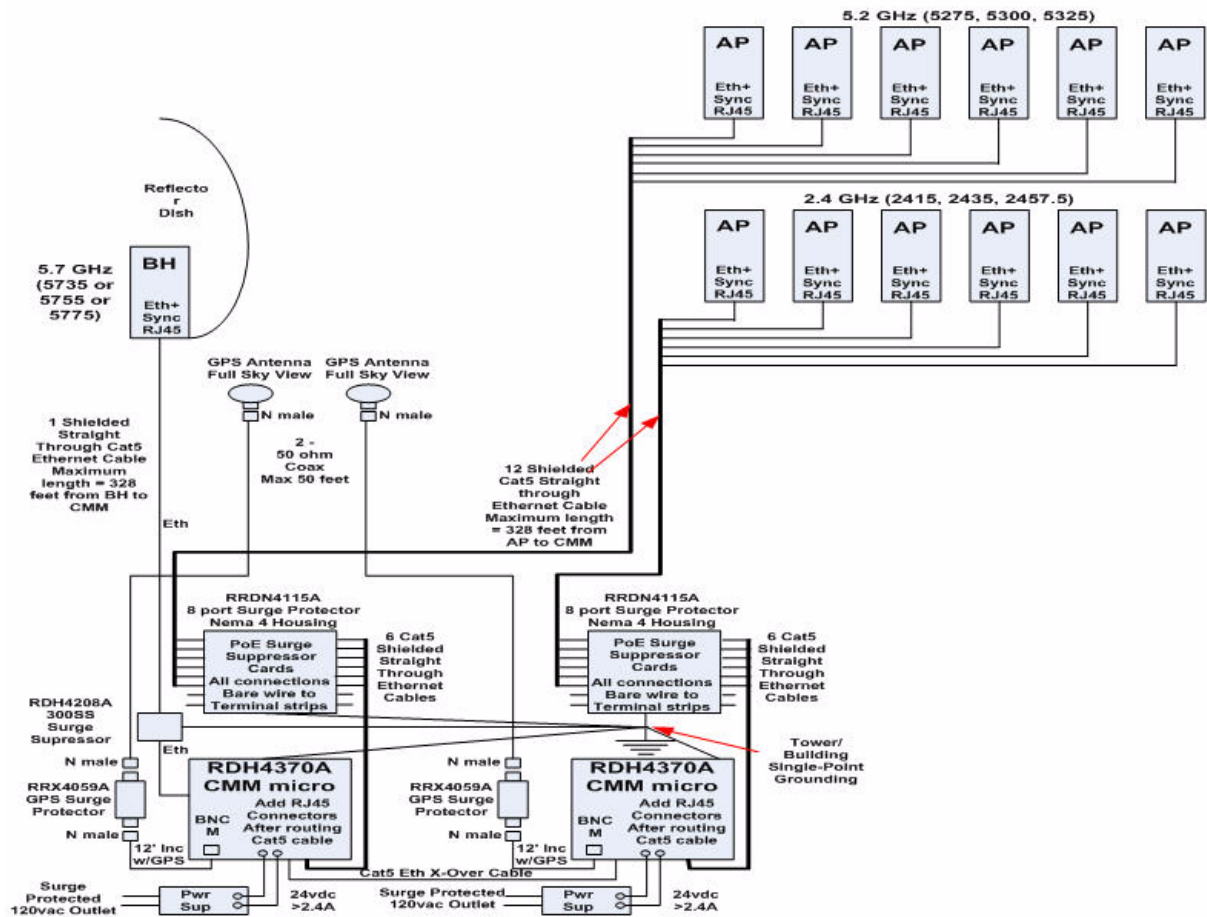 5.2 GHz (5275, 5300, 5325)
AP AP AP AP AP AP
Eth+ Eth+ Eth+ Eth+ Eth+ Eth+
Sync Sync Sync Sync Sync Sync
RJ45 RJ45 RJ45 RJ45 RJ45 RJ45
2.4 GHz (2415, 2435, 2457.5)
AP AP AP AP AP AP
Eth+ Eth+ Eth+ Eth+ Eth+ Eth+
Sync Sync Sync Sync Sync Sync
RJ45 RJ45 RJ45 RJ45 RJ45 RJ45
Reflecto
r
Dish
5.7 GHz
(5735 or
5755 or
5775)
BH
Eth+
Sync
RJ45
GPS Antenna
Full Sky View
GPS Antenna
Full Sky View
N male
N male
1 Shielded
Straight
Through Cat5
Ethernet Cable
Maximum
length = 328
feet from BH to
CMM
Eth
2 -
50 ohm
Coax
Max 50 feet
12 Shielded
Cat5 Straight
through
Ethernet Cable
Maximum length
= 328 feet from
AP to CMM
RRDN4115A
8 port Surge Protector
Nema 4 Housing
PoE Surge
Suppressor
Cards
All connections
Bare wire to
Terminal strips
6 Cat5
Shielded
Straight
Through
Ethernet
Cables
RRDN4115A
8 port Surge Protector
Nema 4 Housing
PoE Surge
Suppressor
Cards
All connections
Bare wire to
Terminal strips
6 Cat5
Shielded
Straight
Through
Ethernet
Cables
RDH4208A
300SS
Surge
Supressor
Eth
Tower/
Building
Single-Point
Grounding
N male
RRX4059A
GPS Surge
Protector
N male
12' Inc
w/GPS
RDH4370A
CMM micro
Add RJ45
Connectors
After routing
Cat5 cable
BNC
M
N male
RRX4059A
GPS Surge
Protector
N male
12' Inc
w/GPS
RDH4370A
CMM micro
Add RJ45
Connectors
After routing
Cat5 cable
BNC
M
Cat5 Eth X-Over Cable
Surge
Protected
120vac Outlet
Pwr
Sup
24vdc
>2.4A
Surge Protected
120vac Outlet
Pwr
Sup
24vdc
>2.4A